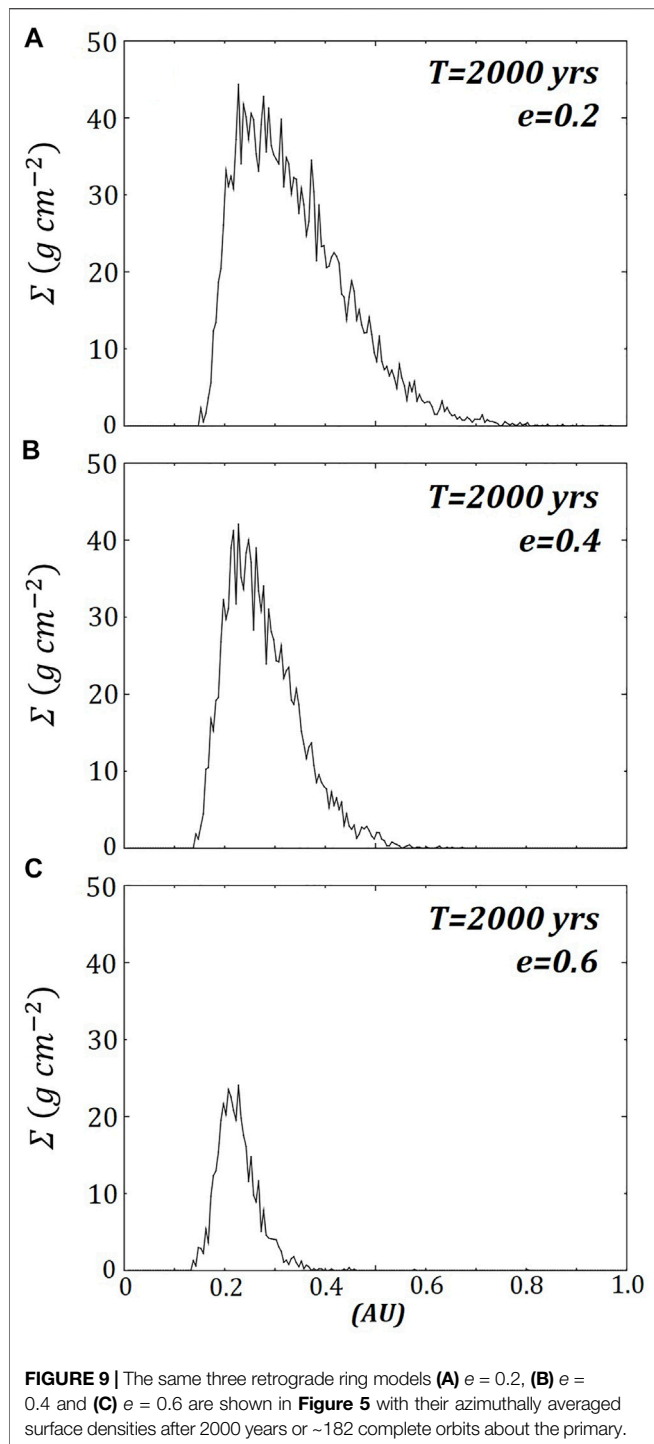 A
50
40
30
20
10
0
Σ (g cm⁻²)
T=2000 yrs
e=0.2
B
50
40
30
20
10
0
Σ (g cm⁻²)
T=2000 yrs
e=0.4
C
50
40
30
20
10
0
Σ (g cm⁻²)
T=2000 yrs
e=0.6
0 0.2 0.4 0.6 0.8 1.0
(AU)
FIGURE 9 | The same three retrograde ring models (A) e = 0.2, (B) e =
0.4 and (C) e = 0.6 are shown in Figure 5 with their azimuthally averaged
surface densities after 2000 years or ~182 complete orbits about the primary.